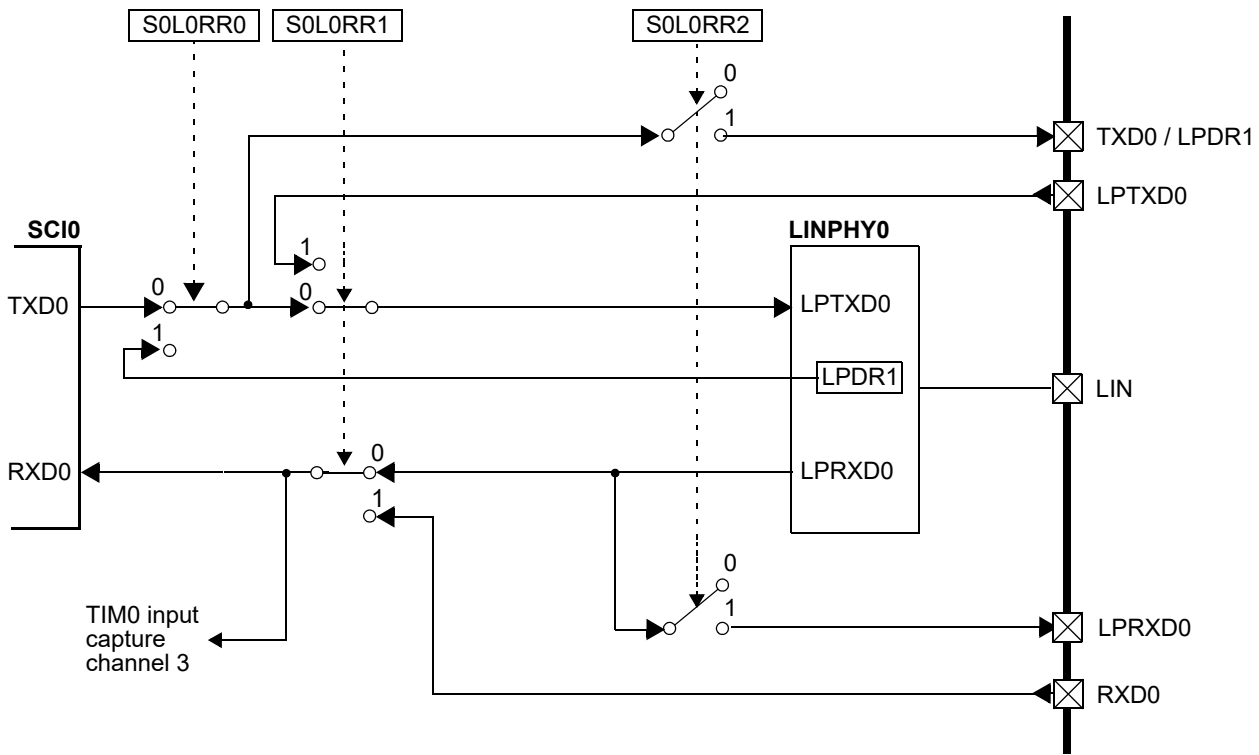 S0L0RR0
S0L0RR1
S0L0RR2
0
1
TXD0 / LPDR1
LPTXD0
SCI0
LINPHY0
1
0
0
TXD0
LPTXD0
1
LPDR1
LIN
0
RXD0
LPRXD0
1
0
1
TIM0 input
capture
channel 3
LPRXD0
RXD0